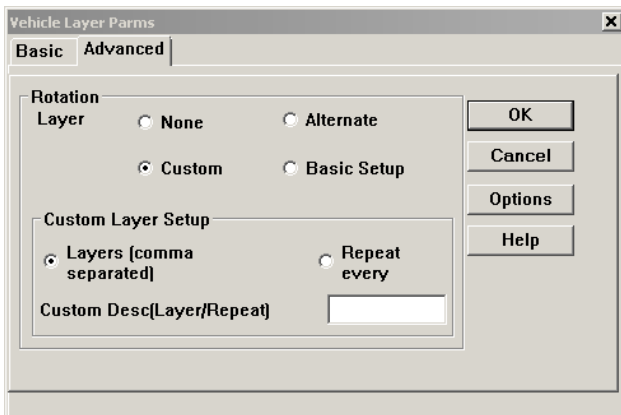 Vehicle Layer Parms
Basic
Advanced
Rotation
Layer
None
Alternate
Custom
Basic Setup
Custom Layer Setup
Layers (comma
separated)
Repeat
every
Custom Desc(Layer/Repeat)
OK
Cancel
Options
Help